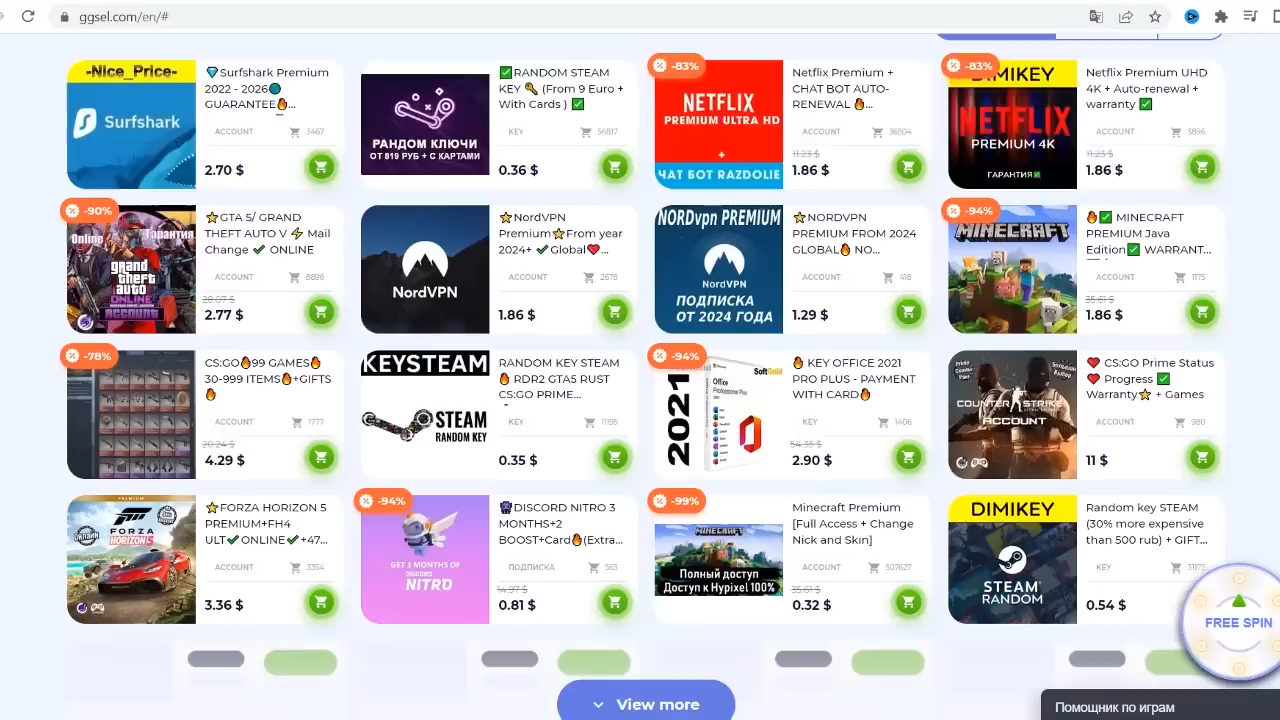 ggsel.com/en/#
-Nice_Price-
Surfshark
💎Surfshark Premium
2022 - 2026🌏
GUARANTEE🔥...
ACCOUNT 3467
2.70 $
РАНДОМ КЛЮЧИ
ОТ 819 РУБ + С КАРТАМИ
✅RANDOM STEAM
KEY 🔑 (From 9 Euro +
With Cards ) ✅
KEY 56817
0.36 $
-83%
NETFLIX
PREMIUM ULTRA HD
+
ЧАТ БОТ RAZDOLIE
Netflix Premium +
CHAT BOT AUTO-
RENEWAL 🔥...
ACCOUNT 36504
11.23 $
1.86 $
-83%
DIMIKEY
NETFLIX
PREMIUM 4K
ГАРАНТИЯ✅
Netflix Premium UHD
4K + Auto-renewal +
warranty ✅
ACCOUNT 3896
11.23 $
1.86 $
-90%
Online Гарантия
grand
theft
auto
ONLINE
ACCOUNT
⭐GTA 5/ GRAND
THEFT AUTO V⚡Mail
Change ✔ ONLINE
ACCOUNT 8896
28.07 $
2.77 $
NordVPN
⭐NordVPN
Premium⭐From year
2024+ ✔Global❤...
ACCOUNT 2678
1.86 $
NORDvpn PREMIUM
NordVPN
ПОДПИСКА
ОТ 2024 ГОДА
⭐NORDVPN
PREMIUM FROM 2024
GLOBAL🔥 NO...
ACCOUNT 418
1.29 $
-94%
MINECRAFT
🔥✅ MINECRAFT
PREMIUM Java
Edition✅ WARRANT...
ACCOUNT 1175
35.61 $
1.86 $
-78%
CS:GO🔥99 GAMES🔥
30-999 ITEMS🔥+GIFTS
🔥
ACCOUNT 1777
20.24 $
4.29 $
KEYSTEAM
STEAM
RANDOM KEY
RANDOM KEY STEAM
🔥 RDR2 GTA5 RUST
CS:GO PRIME...
KEY 11195
0.35 $
-94%
2021
SoftGold
Office
Professional Plus
🔥 KEY OFFICE 2021
PRO PLUS - PAYMENT
WITH CARD🔥
KEY 1406
54.35 $
2.90 $
COUNTER STRIKE
ACCOUNT
❤️ CS:GO Prime Status
❤️ Progress ✅
Warranty⭐ + Games
ACCOUNT 980
11 $
PREMIUM
ОНЛАЙН
FORZA
HORIZON 5
⭐FORZA HORIZON 5
PREMIUM+FH4
ULT✔ONLINE✔+47...
ACCOUNT 3354
3.36 $
-94%
GET 3 MONTHS OF
DISCORD
NITRO
DISCORD NITRO 3
MONTHS + 2
BOOST+Card🔥(Extra...
ПОДПИСКА 563
14.97 $
0.81 $
-99%
MINECRAFT
Полный доступ
Доступ к Hypixel 100%
Minecraft Premium
[Full Access + Change
Nick and Skin]
ACCOUNT 507627
35.61 $
0.32 $
DIMIKEY
STEAM
RANDOM
Random key STEAM
(30% more expensive
than 500 rub) + GIFT...
KEY 31175
0.54 $
FREE SPIN
View more
Помощник по играм